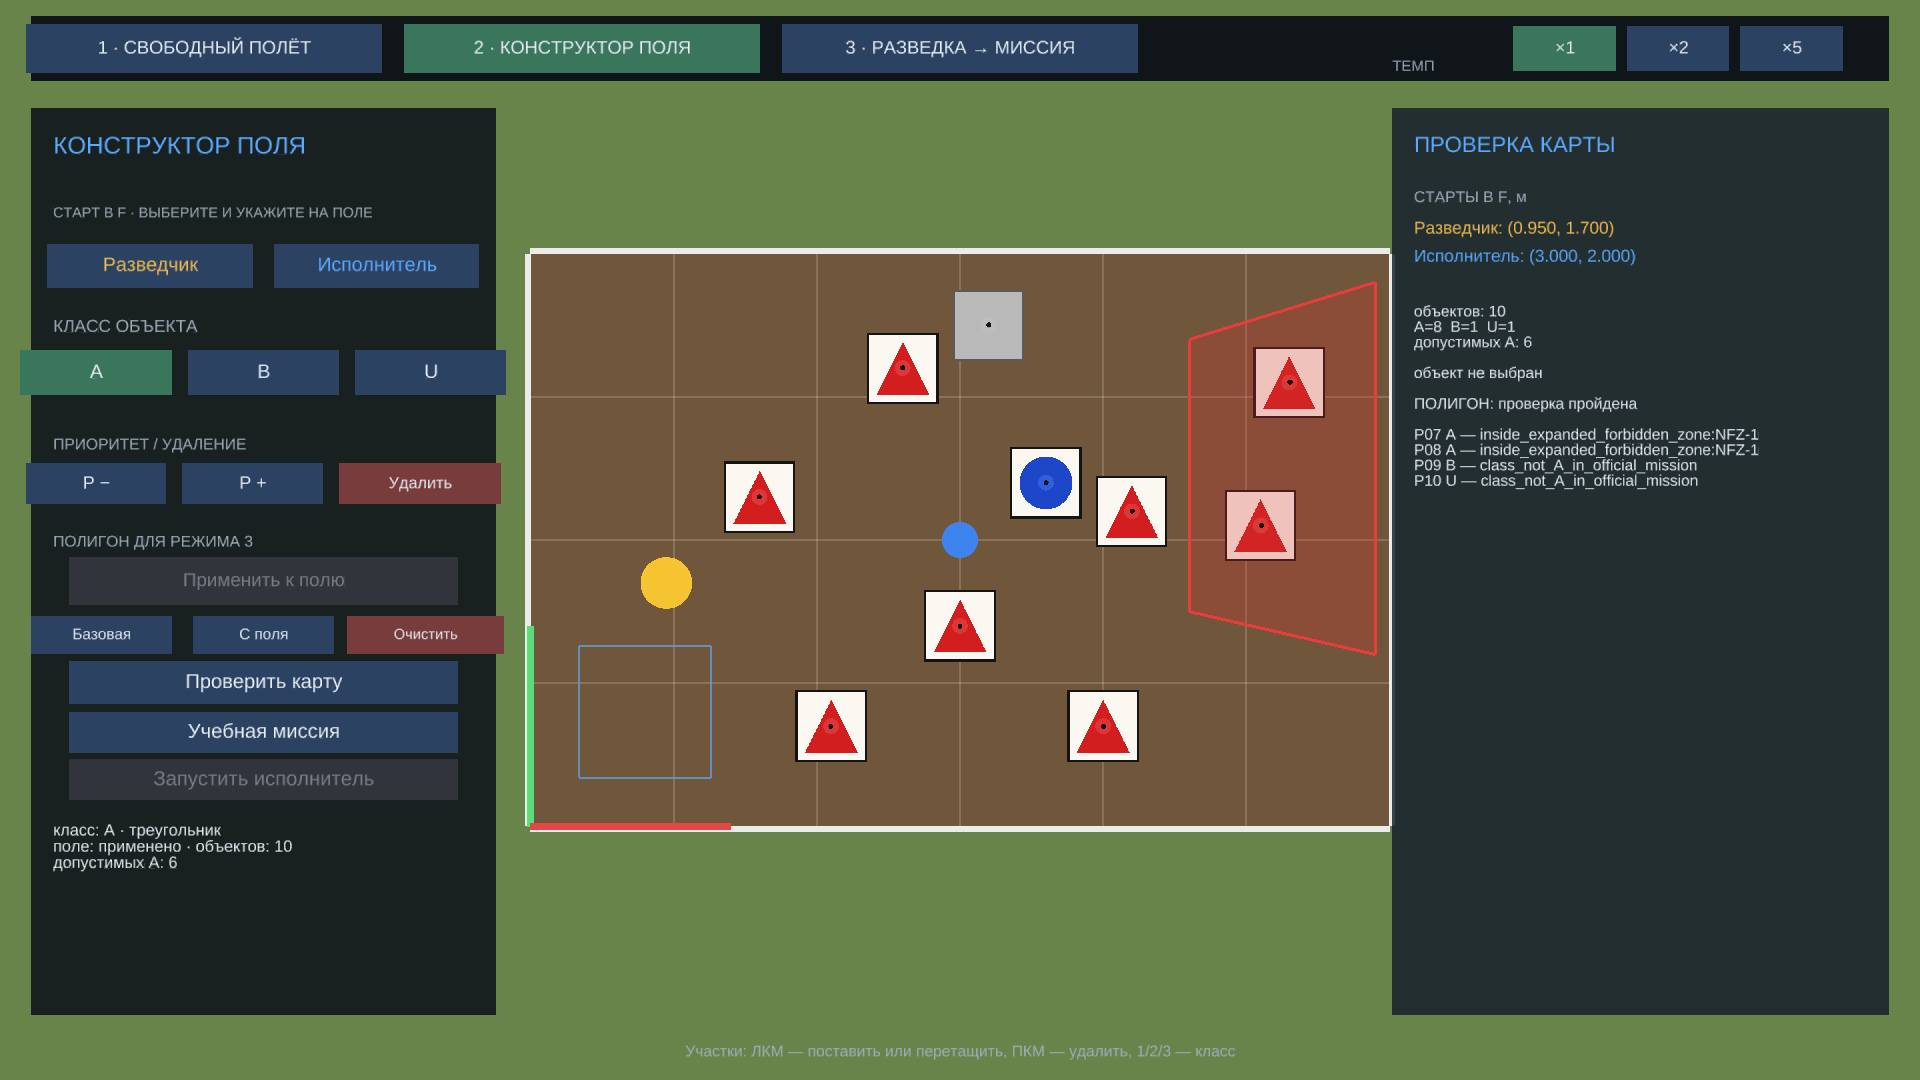 1 · СВОБОДНЫЙ ПОЛЁТ
2 · КОНСТРУКТОР ПОЛЯ
3 · РАЗВЕДКА → МИССИЯ
ТЕМП
×1
×2
×5
КОНСТРУКТОР ПОЛЯ
СТАРТ В F · ВЫБЕРИТЕ И УКАЖИТЕ НА ПОЛЕ
Разведчик
Исполнитель
КЛАСС ОБЪЕКТА
A
B
U
ПРИОРИТЕТ / УДАЛЕНИЕ
P −
P +
Удалить
ПОЛИГОН ДЛЯ РЕЖИМА 3
Применить к полю
Базовая
С поля
Очистить
Проверить карту
Учебная миссия
Запустить исполнитель
класс: A · треугольник
поле: применено · объектов: 10
допустимых A: 6
ПРОВЕРКА КАРТЫ
СТАРТЫ В F, м
Разведчик: (0.950, 1.700)
Исполнитель: (3.000, 2.000)
объектов: 10
A=8 B=1 U=1
допустимых A: 6
объект не выбран
ПОЛИГОН: проверка пройдена
P07 A — inside_expanded_forbidden_zone:NFZ-1
P08 A — inside_expanded_forbidden_zone:NFZ-1
P09 B — class_not_A_in_official_mission
P10 U — class_not_A_in_official_mission
Участки: ЛКМ — поставить или перетащить, ПКМ — удалить, 1/2/3 — класс